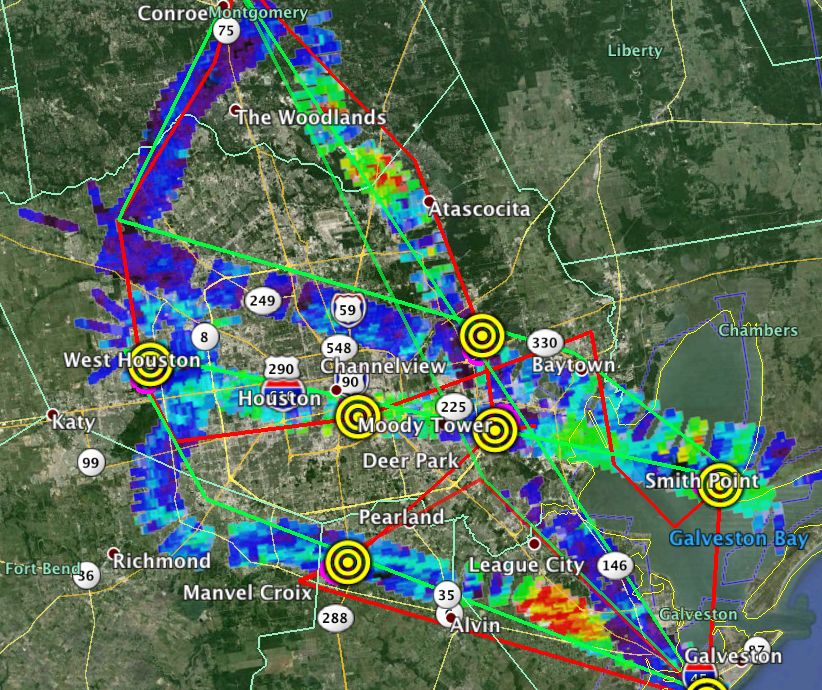 Conroe
Montgomery
75
Liberty
The Woodlands
Atascocita
249
59
8
548
330
Chambers
West Houston
290
Channelview
Baytown
90
Houston
225
Katy
Moody Tower
99
Deer Park
Smith Point
Pearland
Galveston Bay
Richmond
Fort Bend
36
League City
146
Manvel Croix
35
288
Alvin
Galveston
87
Galveston
45